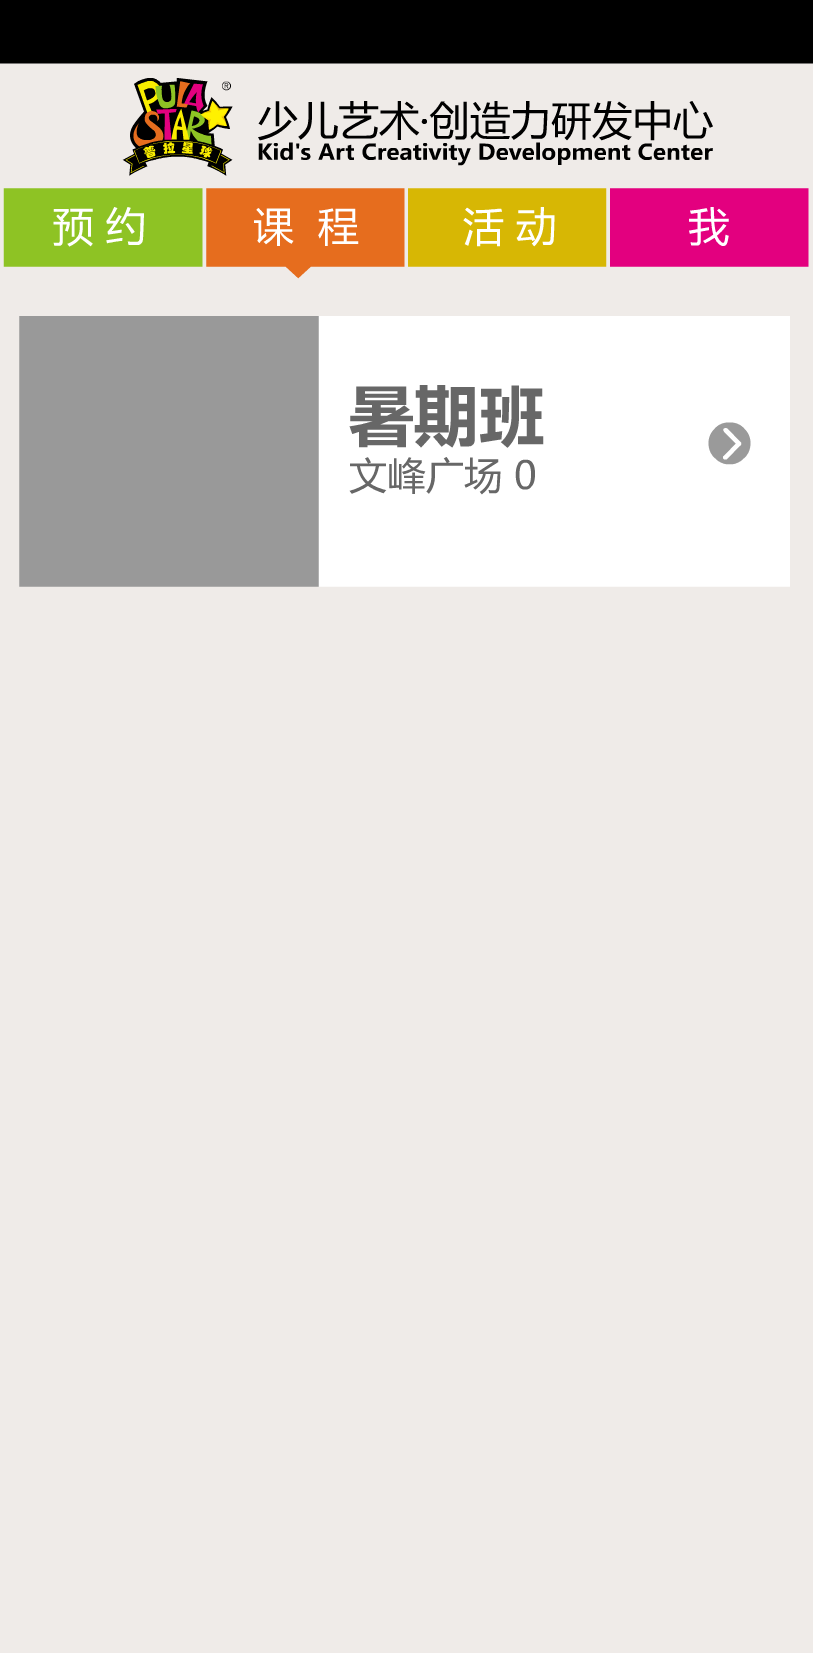 PULA
STAR
®
普拉星球
少儿艺术·创造力研发中心
Kid's Art Creativity Development Center
预约
课程
活动
我
暑期班
文峰广场 0